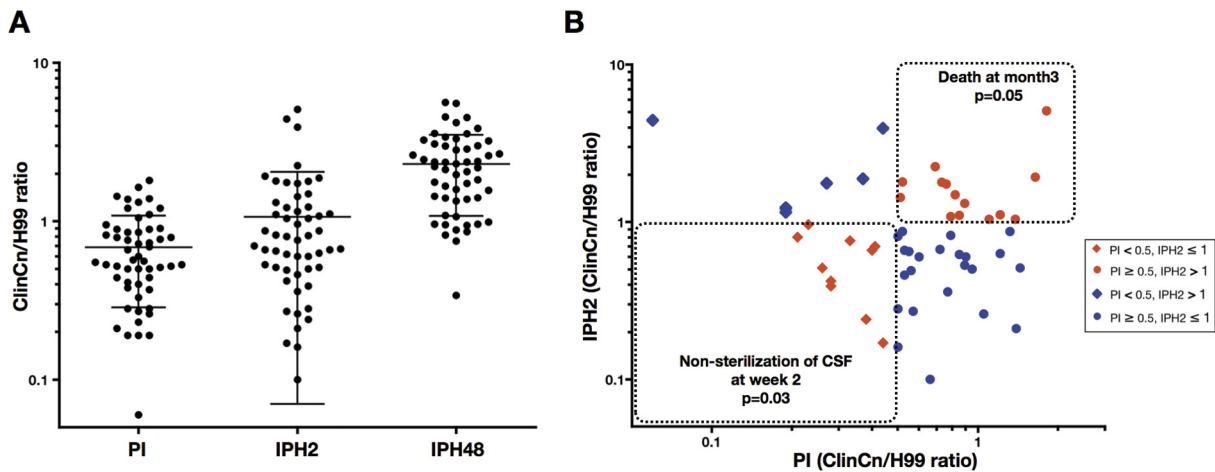 A
ClinCn/H99 ratio
10
1
0.1
PI
IPH2
IPH48
B
IPH2 (ClinCn/H99 ratio)
10
1
0.1
Death at month3
p=0.05
Non-sterilization of CSF
at week 2
p=0.03
0.1
1
PI (ClinCn/H99 ratio)
PI < 0.5, IPH2 ≤ 1
PI ≥ 0.5, IPH2 > 1
PI < 0.5, IPH2 > 1
PI ≥ 0.5, IPH2 ≤ 1